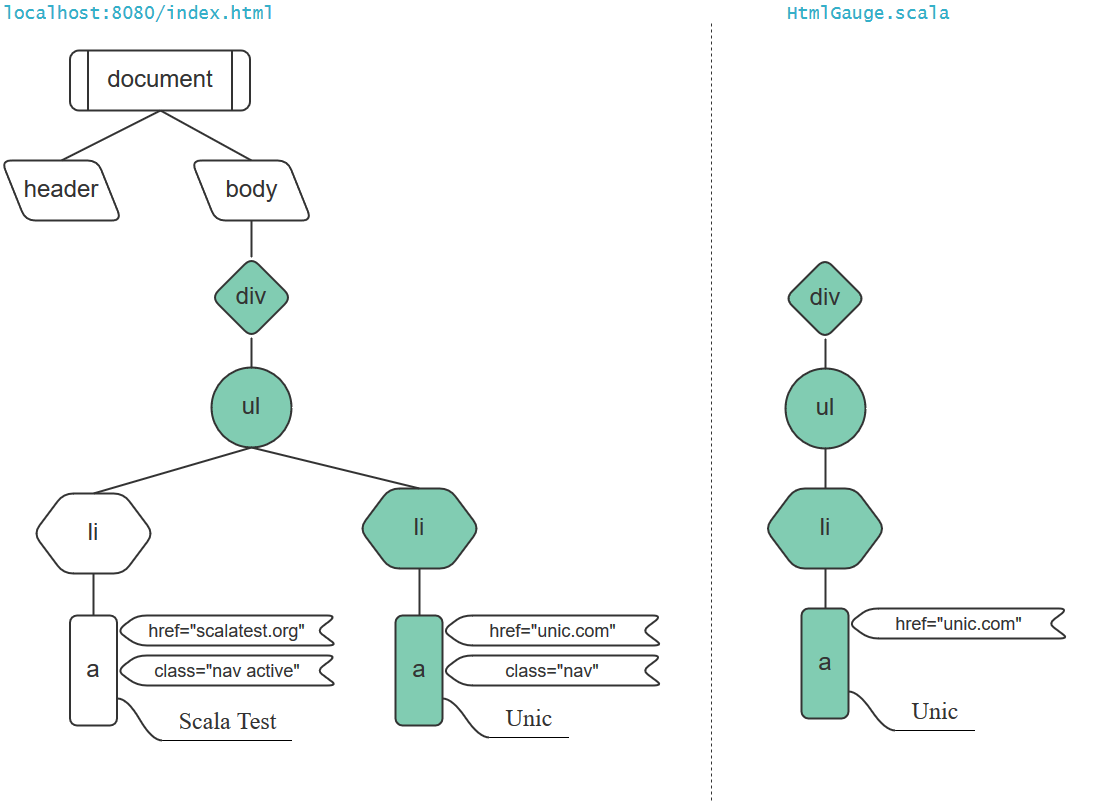 localhost:8080/index.html
HtmlGauge.scala
document
header
body
div
ul
li
li
a
href="scalatest.org"
class="nav active"
Scala Test
a
href="unic.com"
class="nav"
Unic
div
ul
li
a
href="unic.com"
Unic